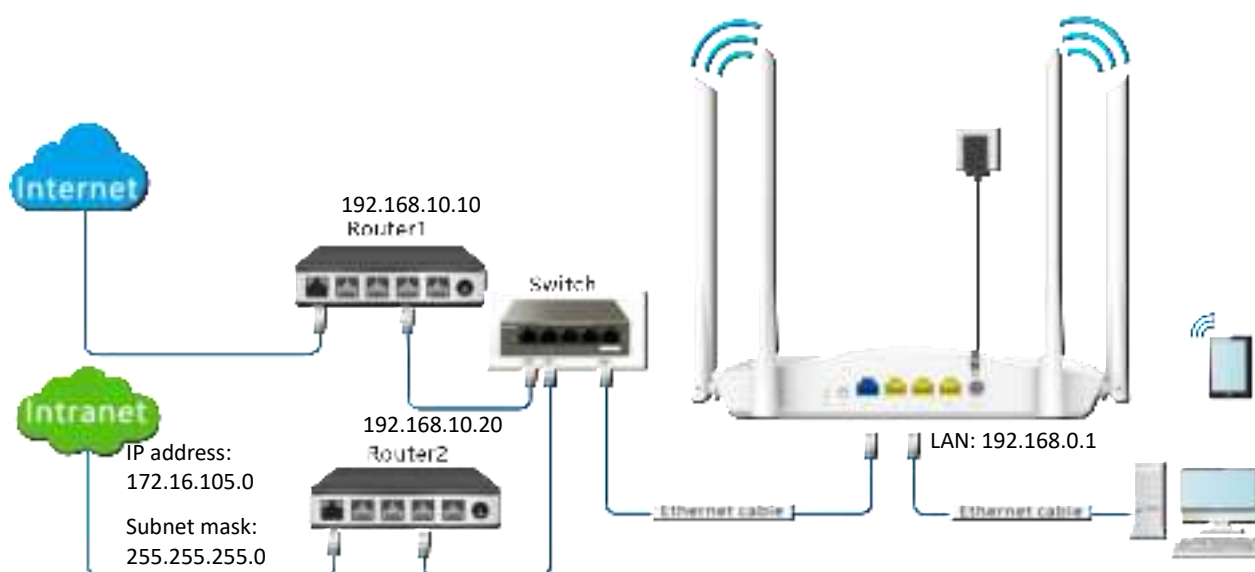 Internet
192.168.10.10
Router1
Switch
Intranet
IP address:
172.16.105.0
Subnet mask:
255.255.255.0
192.168.10.20
Router2
LAN: 192.168.0.1
Ethernet cable
Ethernet cable